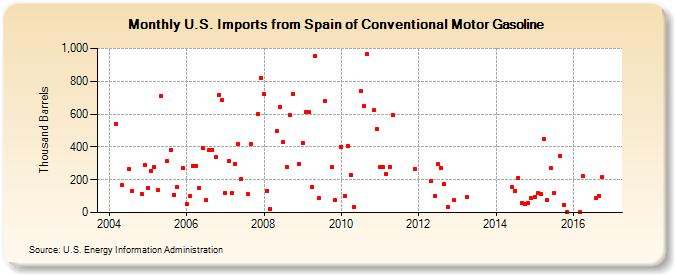 Monthly U.S. Imports from Spain of Conventional Motor Gasoline
Thousand Barrels
1,000
800
600
400
200
0
2004 2006 2008 2010 2012 2014 2016
Source: U.S. Energy Information Administration